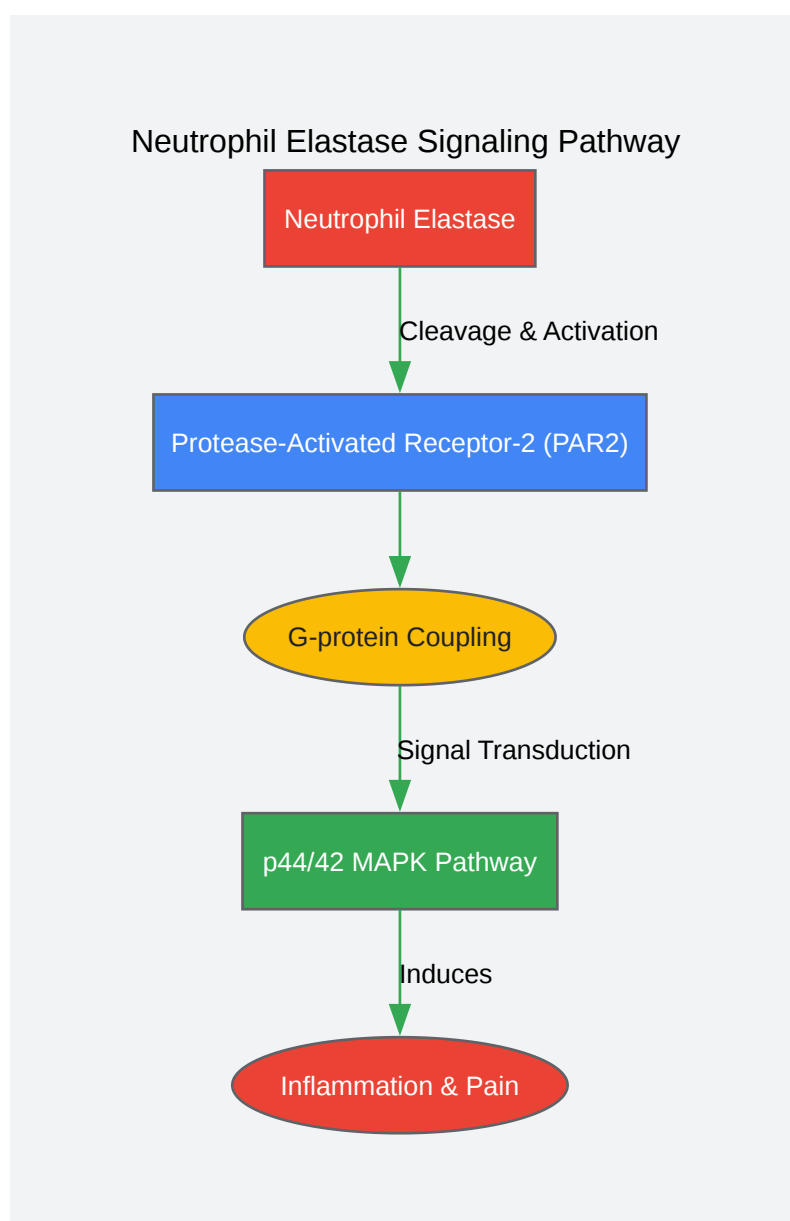 Neutrophil Elastase Signaling Pathway
Neutrophil Elastase
Cleavage & Activation
Protease-Activated Receptor-2 (PAR2)
G-protein Coupling
Signal Transduction
p44/42 MAPK Pathway
Induces
Inflammation & Pain